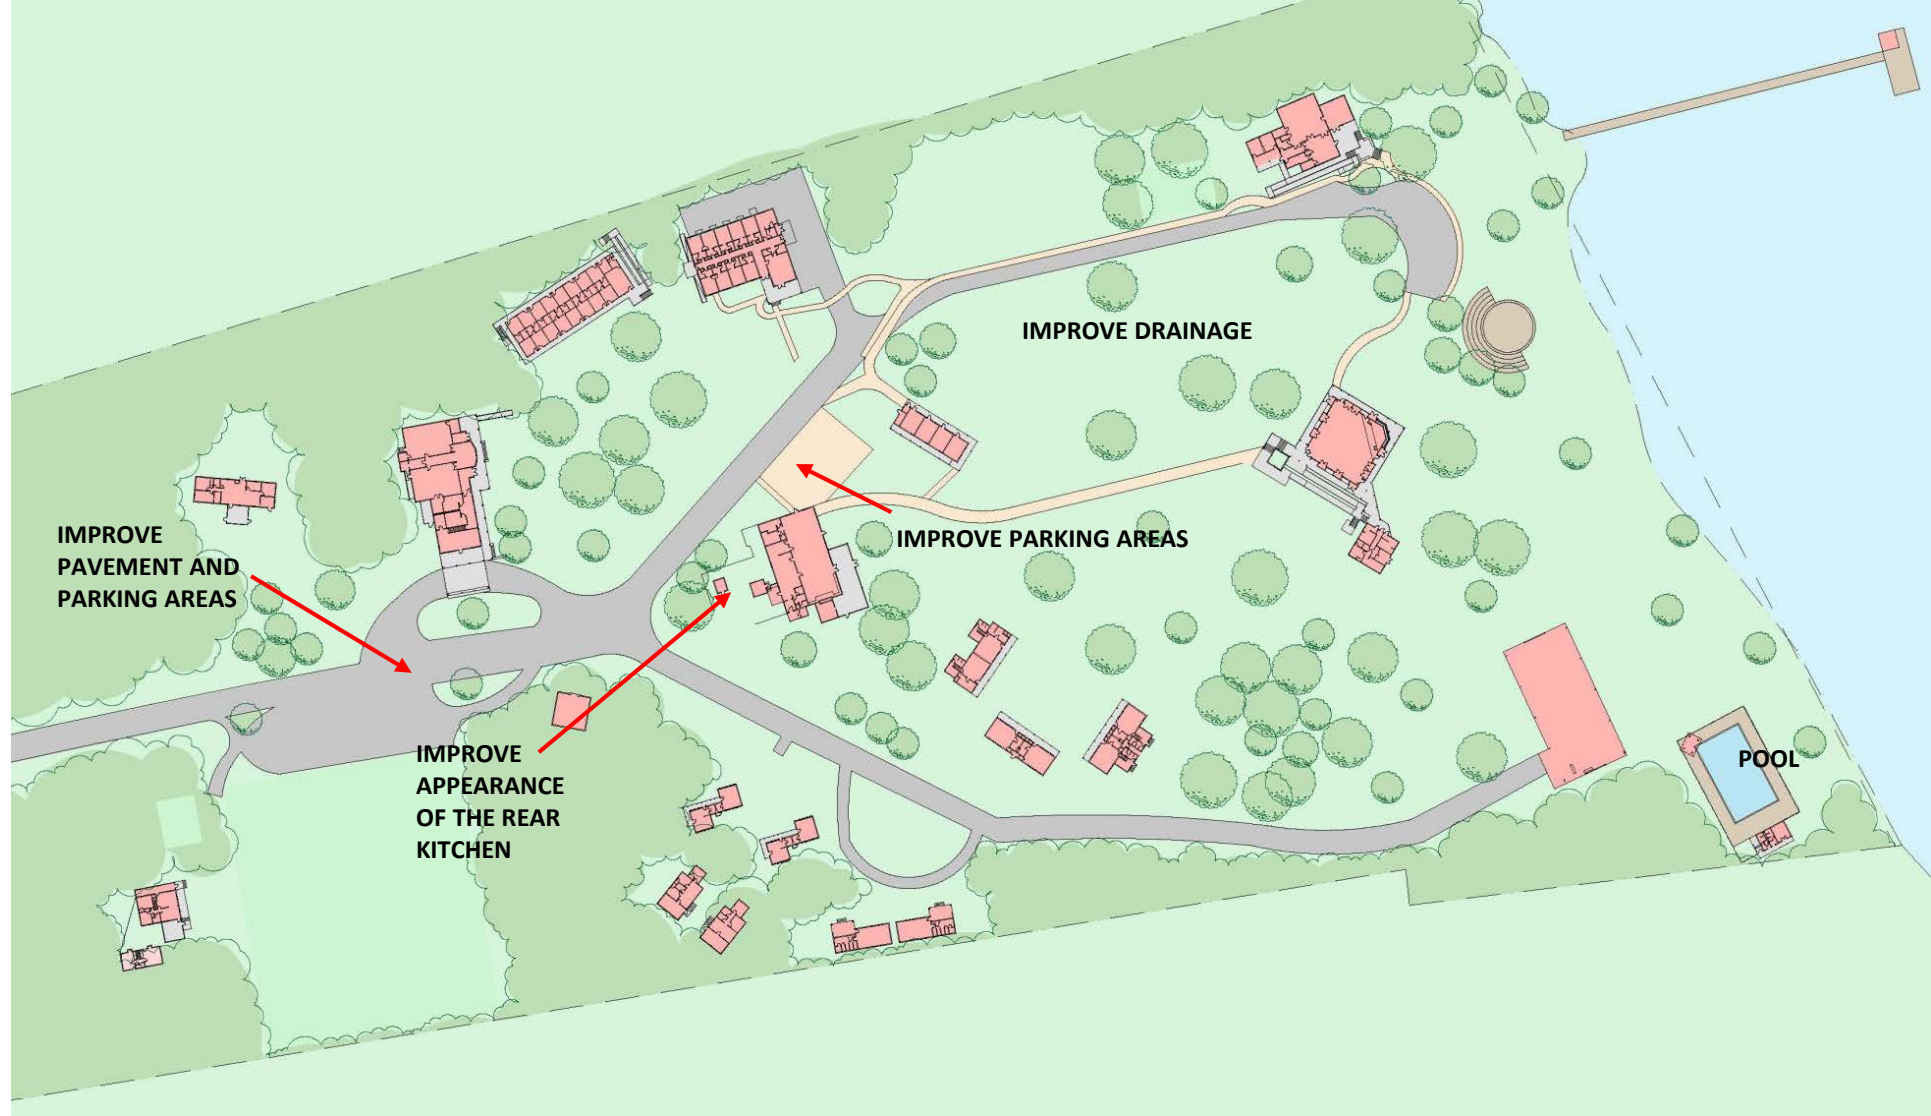 IMPROVE DRAINAGE
IMPROVE
PAVEMENT AND
PARKING AREAS
IMPROVE PARKING AREAS
IMPROVE
APPEARANCE
OF THE REAR
KITCHEN
POOL